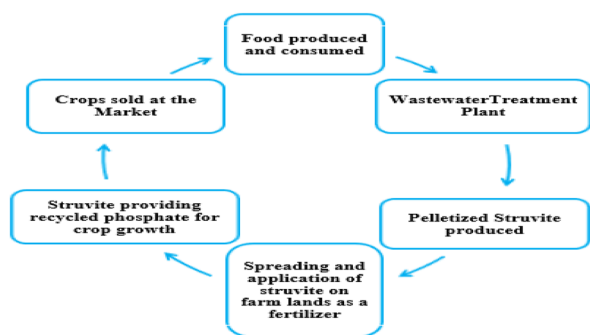 Food produced
and consumed
WastewaterTreatment
Plant
Pelletized Struvite
produced
Spreading and
application of
struvite on
farm lands as a
fertilizer
Struvite providing
recycled phosphate for
crop growth
Crops sold at the
Market